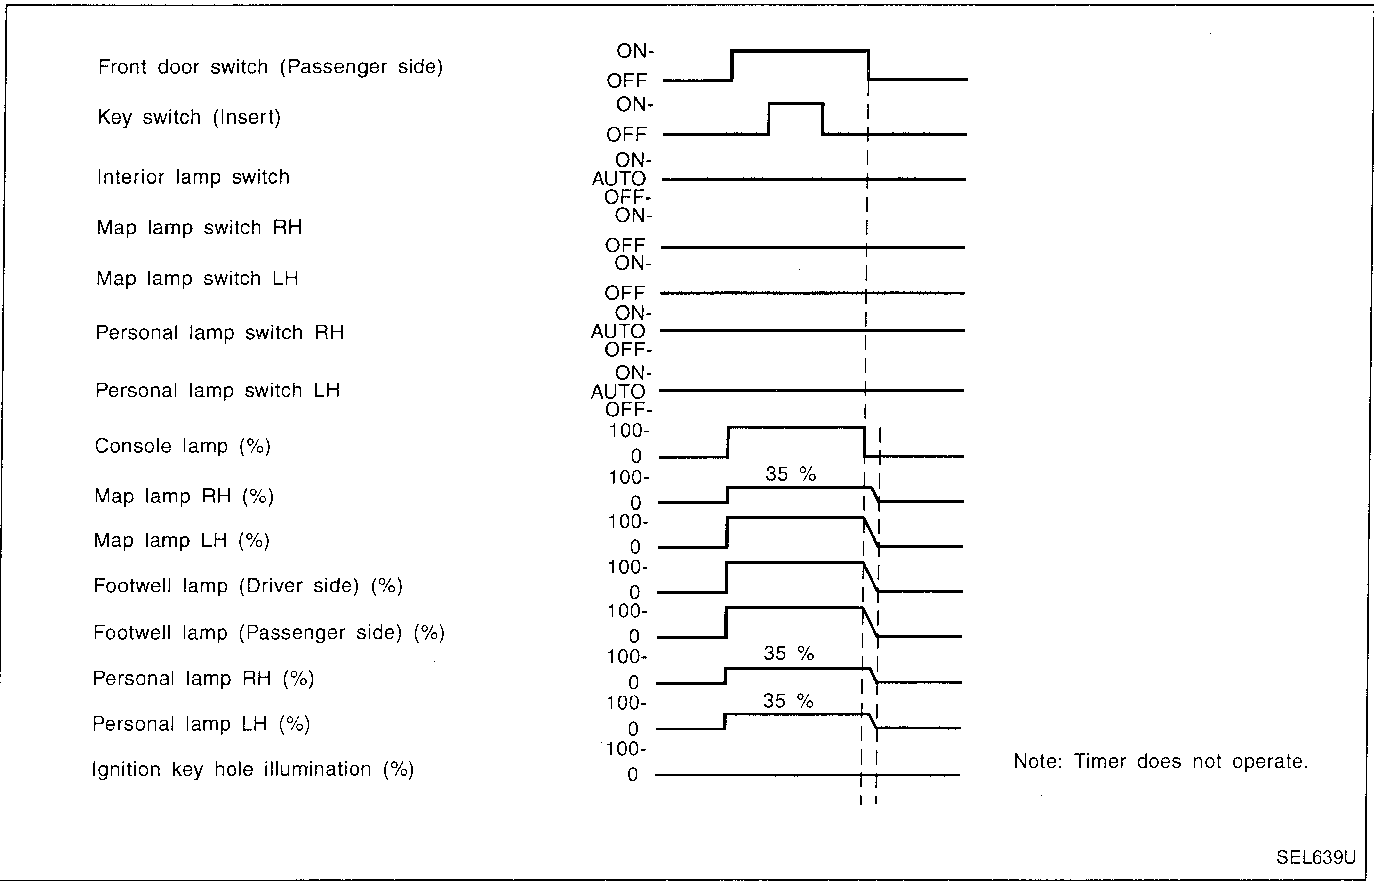 Front door switch (Passenger side)
ON-
OFF
Key switch (Insert)
ON-
OFF
Interior lamp switch
ON-
AUTO
OFF-
Map lamp switch RH
ON-
OFF
Map lamp switch LH
ON-
OFF
Personal lamp switch RH
ON-
AUTO
OFF-
Personal lamp switch LH
ON-
AUTO
OFF-
Console lamp (%)
100-
0
Map lamp RH (%)
100-
0
35 %
Map lamp LH (%)
100-
0
Footwell lamp (Driver side) (%)
100-
0
Footwell lamp (Passenger side) (%)
100-
0
Personal lamp RH (%)
100-
0
35 %
Personal lamp LH (%)
100-
0
35 %
Ignition key hole illumination (%)
100-
0
Note: Timer does not operate.
SEL639U